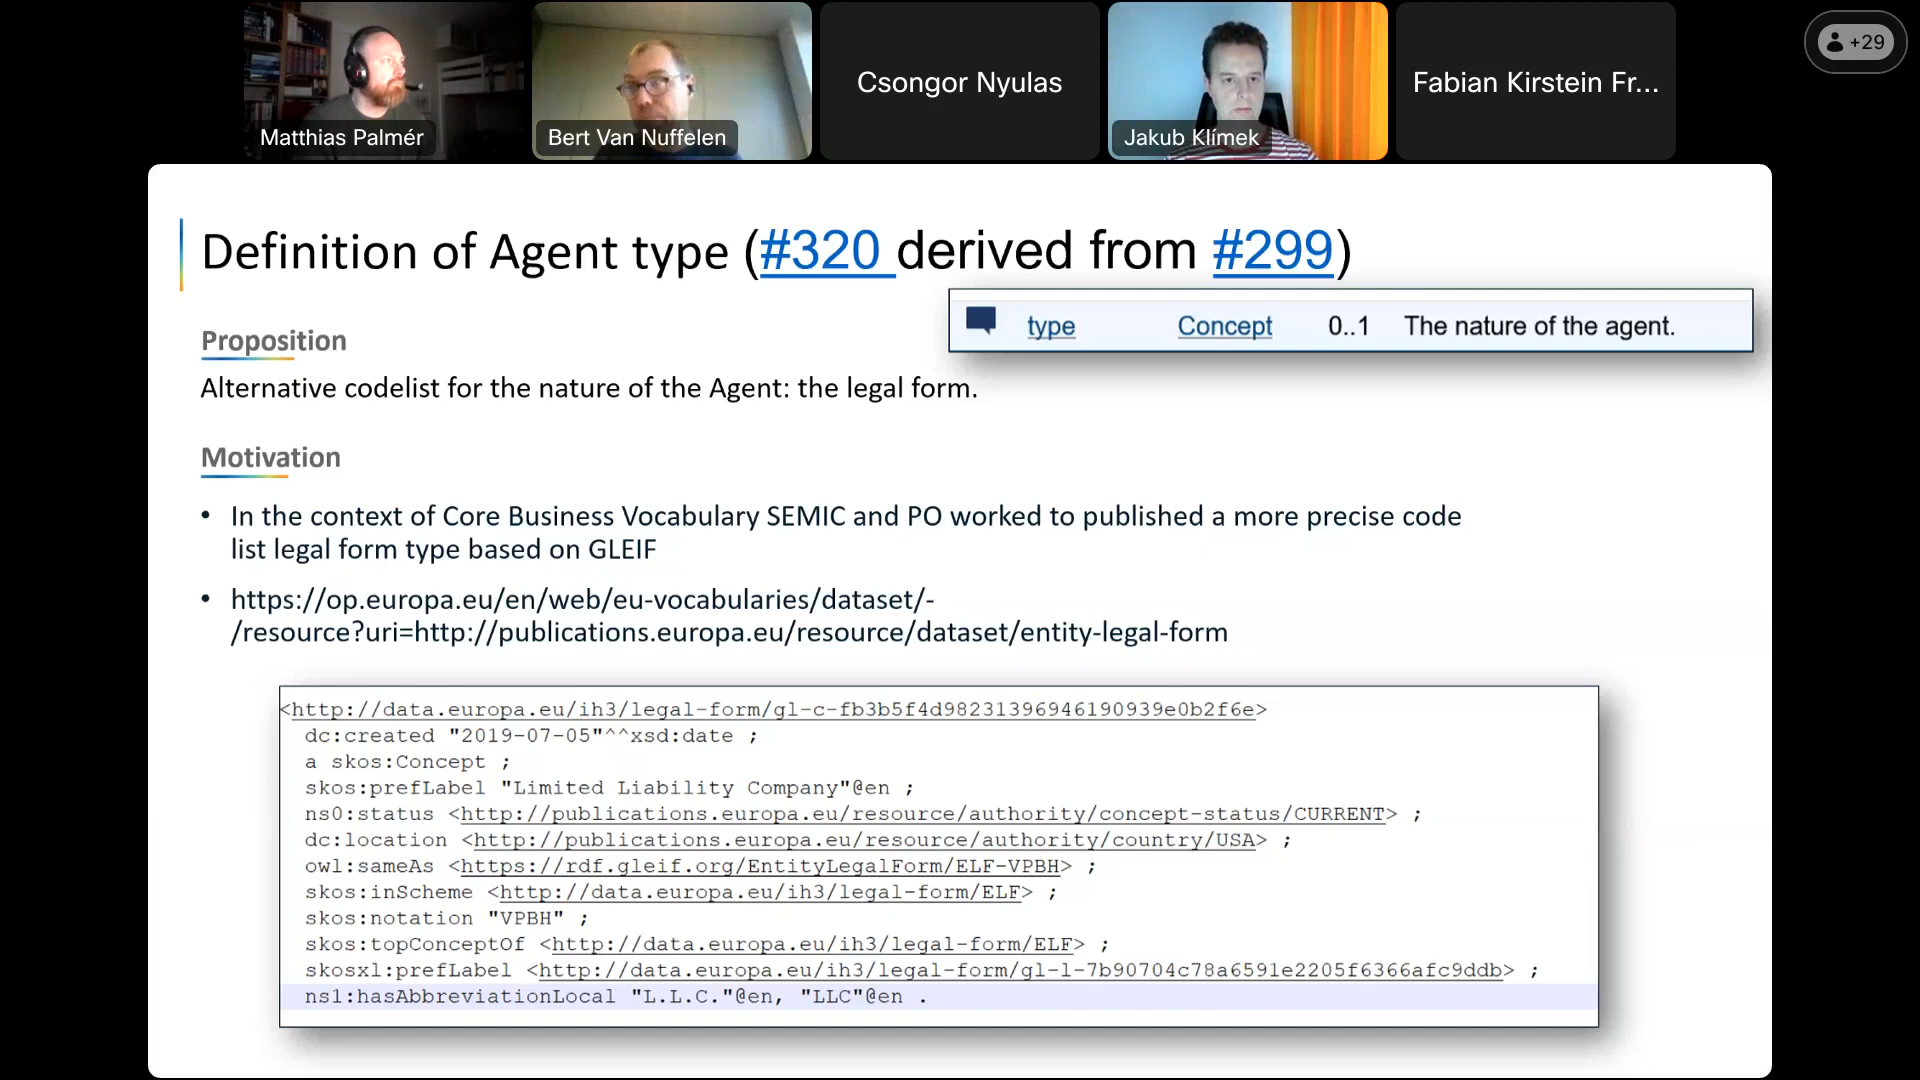 Matthias Palmér
Bert Van Nuffelen
Csongor Nyulas
Jakub Klímek
Fabian Kirstein Fr...
+29
Definition of Agent type (#320 derived from #299)
type Concept 0..1 The nature of the agent.
Proposition
Alternative codelist for the nature of the Agent: the legal form.
Motivation
• In the context of Core Business Vocabulary SEMIC and PO worked to published a more precise code
list legal form type based on GLEIF
• https://op.europa.eu/en/web/eu-vocabularies/dataset/-
/resource?uri=http://publications.europa.eu/resource/dataset/entity-legal-form
<http://data.europa.eu/ih3/legal-form/gl-c-fb3b5f4d98231396946190939e0b2f6e>
dc:created "2019-07-05"^^xsd:date ;
a skos:Concept ;
skos:prefLabel "Limited Liability Company"@en ;
ns0:status <http://publications.europa.eu/resource/authority/concept-status/CURRENT> ;
dc:location <http://publications.europa.eu/resource/authority/country/USA> ;
owl:sameAs <https://rdf.gleif.org/EntityLegalForm/ELF-VPBH> ;
skos:inScheme <http://data.europa.eu/ih3/legal-form/ELF> ;
skos:notation "VPBH" ;
skos:topConceptOf <http://data.europa.eu/ih3/legal-form/ELF> ;
skosxl:prefLabel <http://data.europa.eu/ih3/legal-form/gl-l-7b90704c78a6591e2205f6366afc9ddb> ;
ns1:hasAbbreviationLocal "L.L.C."@en, "LLC"@en .